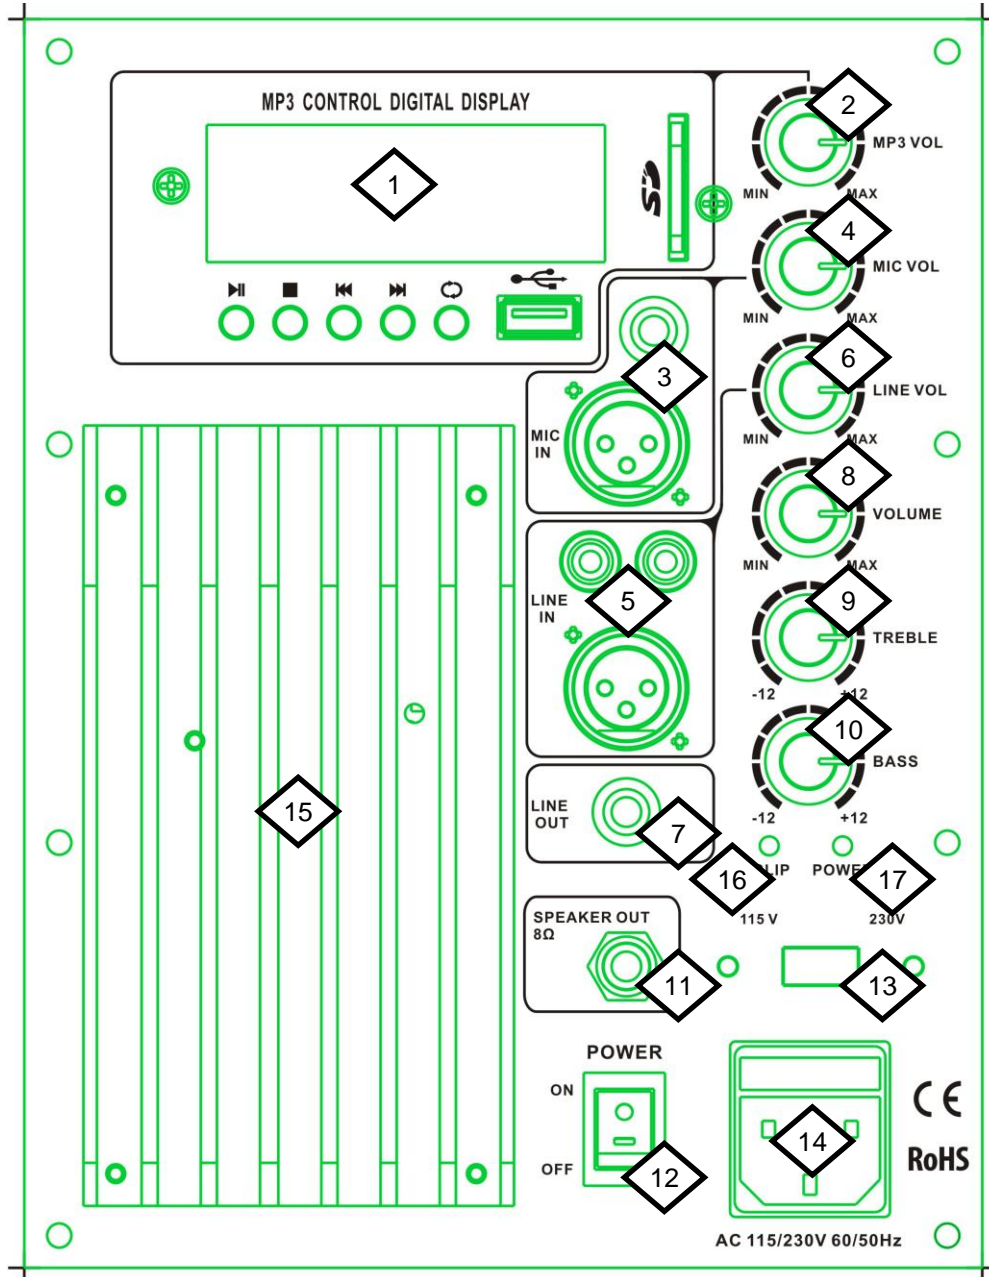 MP3 CONTROL DIGITAL DISPLAY
1
2
MP3 VOL
MIN
MAX
4
MIC VOL
MIN
MAX
3
MIC
IN
6
LINE VOL
MIN
MAX
8
VOLUME
MIN
MAX
5
LINE
IN
9
TREBLE
-12
+12
10
BASS
-12
+12
LINE
OUT
7
15
16
LIP
POWE
17
115 V
230V
SPEAKER OUT
8Ω
11
13
POWER
ON
OFF
12
14
CE
RoHS
AC 115/230V 60/50Hz